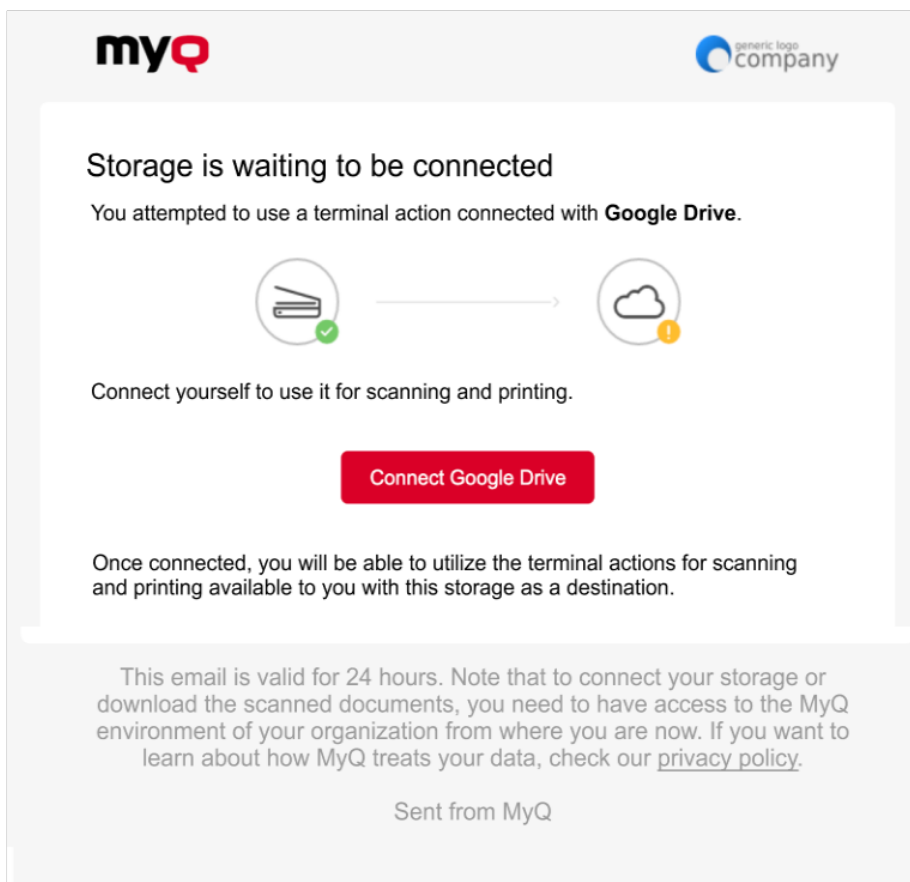 myQ
generic logo
company
Storage is waiting to be connected
You attempted to use a terminal action connected with Google Drive.
Connect yourself to use it for scanning and printing.
Connect Google Drive
Once connected, you will be able to utilize the terminal actions for scanning
and printing available to you with this storage as a destination.
This email is valid for 24 hours. Note that to connect your storage or
download the scanned documents, you need to have access to the MyQ
environment of your organization from where you are now. If you want to
learn about how MyQ treats your data, check our privacy policy.
Sent from MyQ